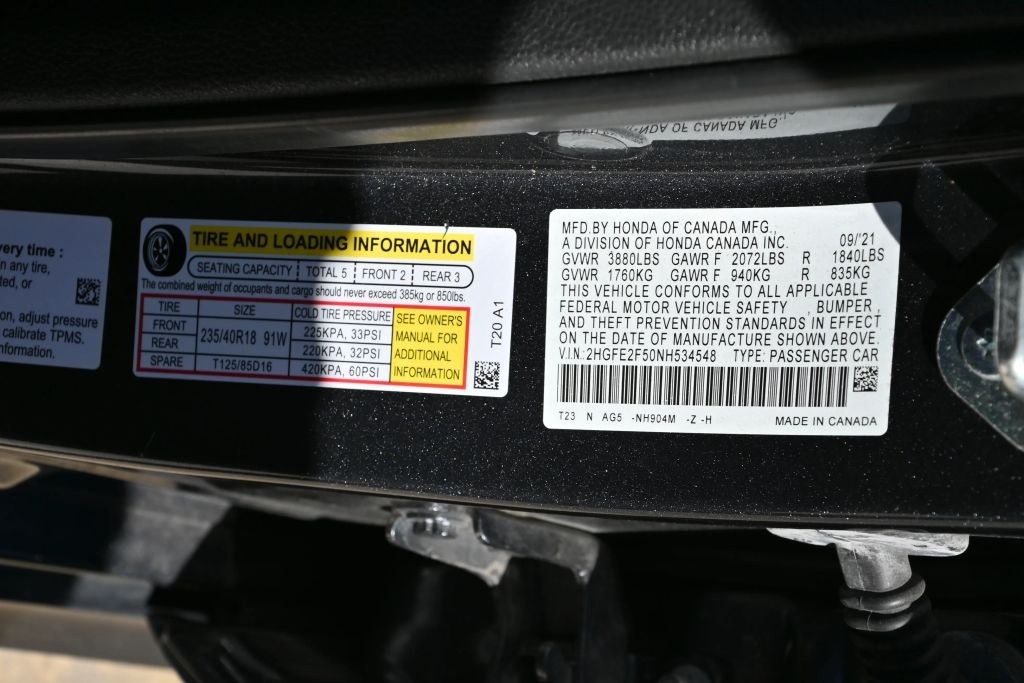 very time :
n any tire,
ded, or
on, adjust pressure
calibrate TPMS.
TIRE AND LOADING INFORMATION
SEATING CAPACITY TOTAL 5 FRONT 2 REAR 3
The combined weight of occupants and cargo should never exceed 385kg or 850lbs.
TIRE SIZE COLD TIRE PRESSURE
FRONT 235/40R18 91W 225KPA, 33PSI
REAR 220KPA, 32PSI
SPARE T125/85D16 420KPA, 60PSI
SEE OWNER'S
MANUAL FOR
ADDITIONAL
INFORMATION
T20 A1
OF CANADA MFG
MFD.BY HONDA OF CANADA MFG.,
A DIVISION OF HONDA CANADA INC. 09/'21
GVWR 3880LBS GAWR F 2072LBS R 1840LBS
GVWR 1760KG GAWR F 940KG R 835KG
THIS VEHICLE CONFORMS TO ALL APPLICABLE
FEDERAL MOTOR VEHICLE SAFETY , BUMPER ,
AND THEFT PREVENTION STANDARDS IN EFFECT
ON THE DATE OF MANUFACTURE SHOWN ABOVE.
V.I.N.:2HGFE2F50NH534548 TYPE: PASSENGER CAR
T23 N AG5 -NH904M -Z -H
MADE IN CANADA